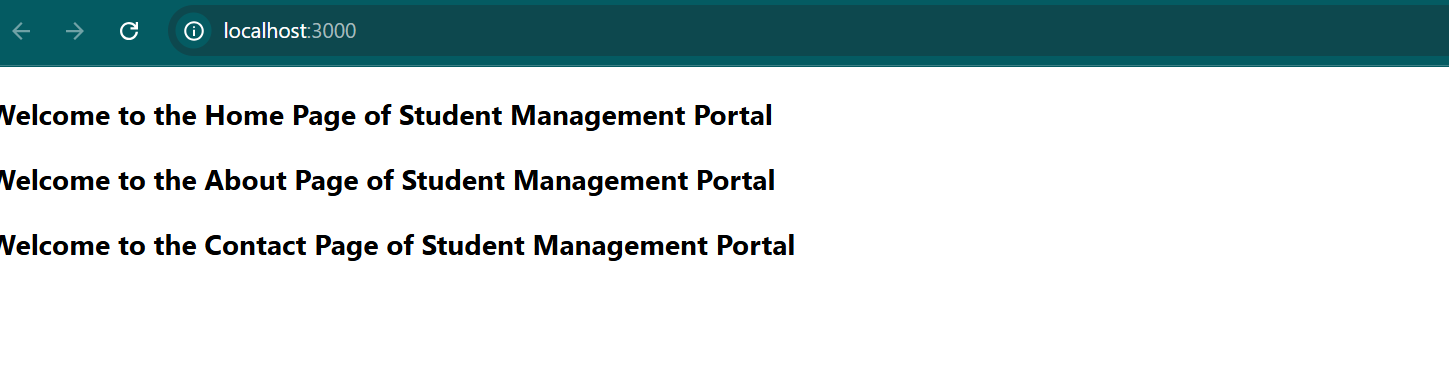 localhost:3000
Welcome to the Home Page of Student Management Portal
Welcome to the About Page of Student Management Portal
Welcome to the Contact Page of Student Management Portal